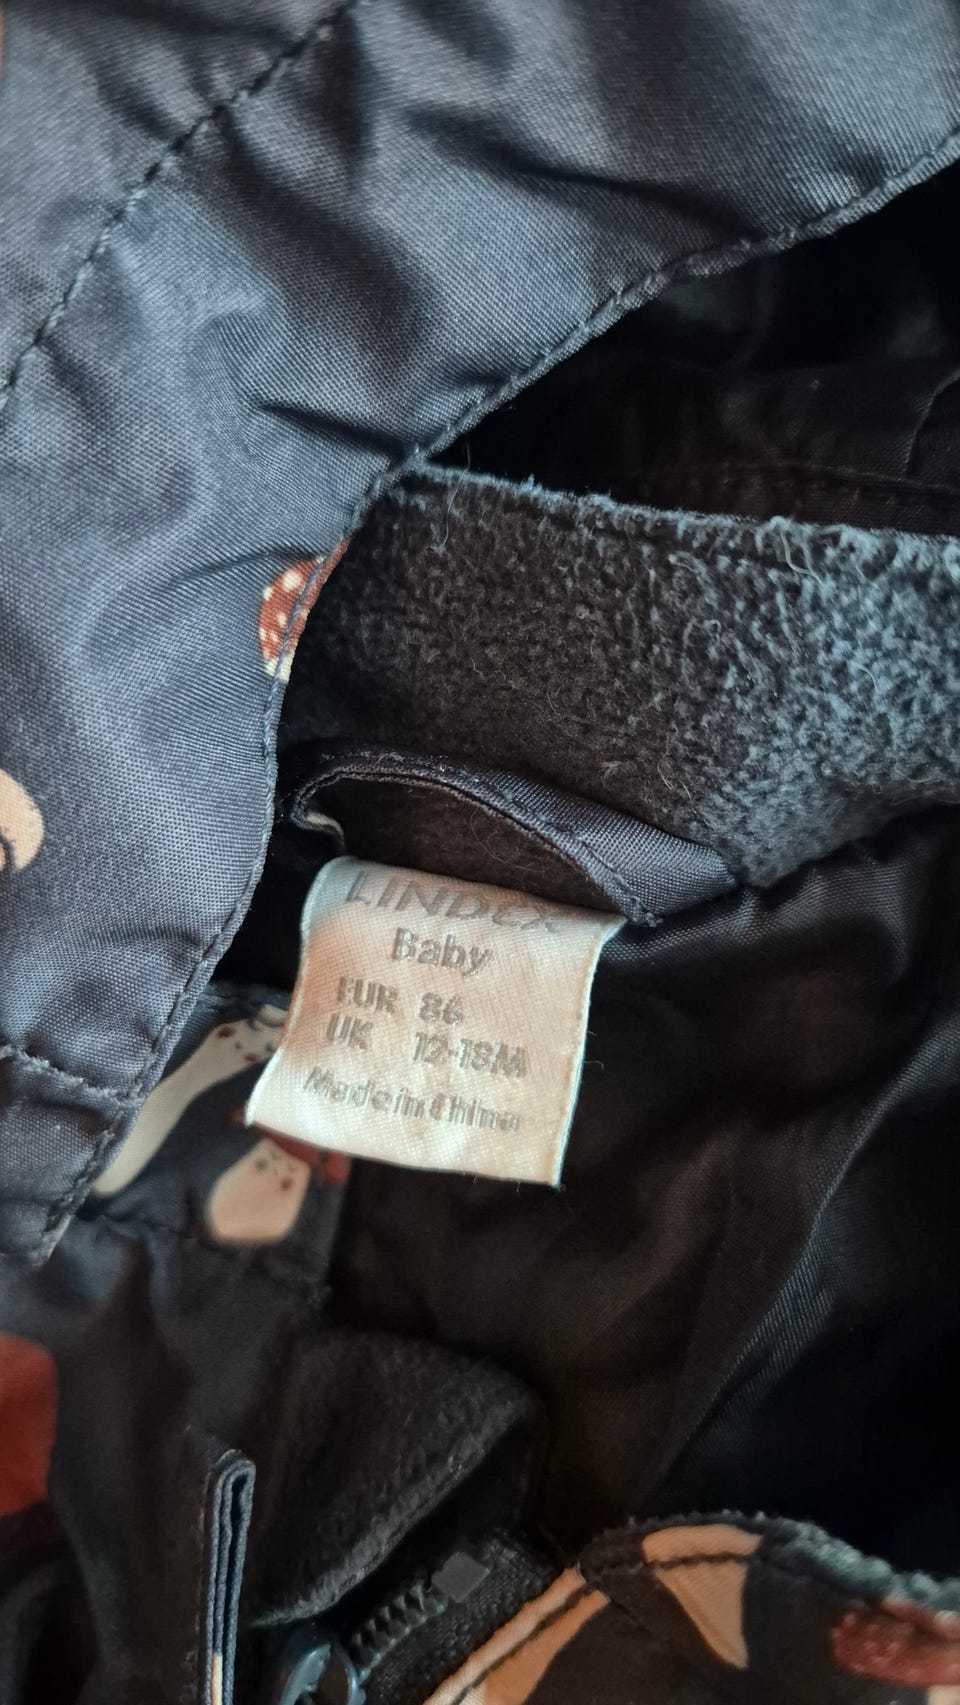 LINDEX
Baby
EUR 86
UK 12-18M
Made in China